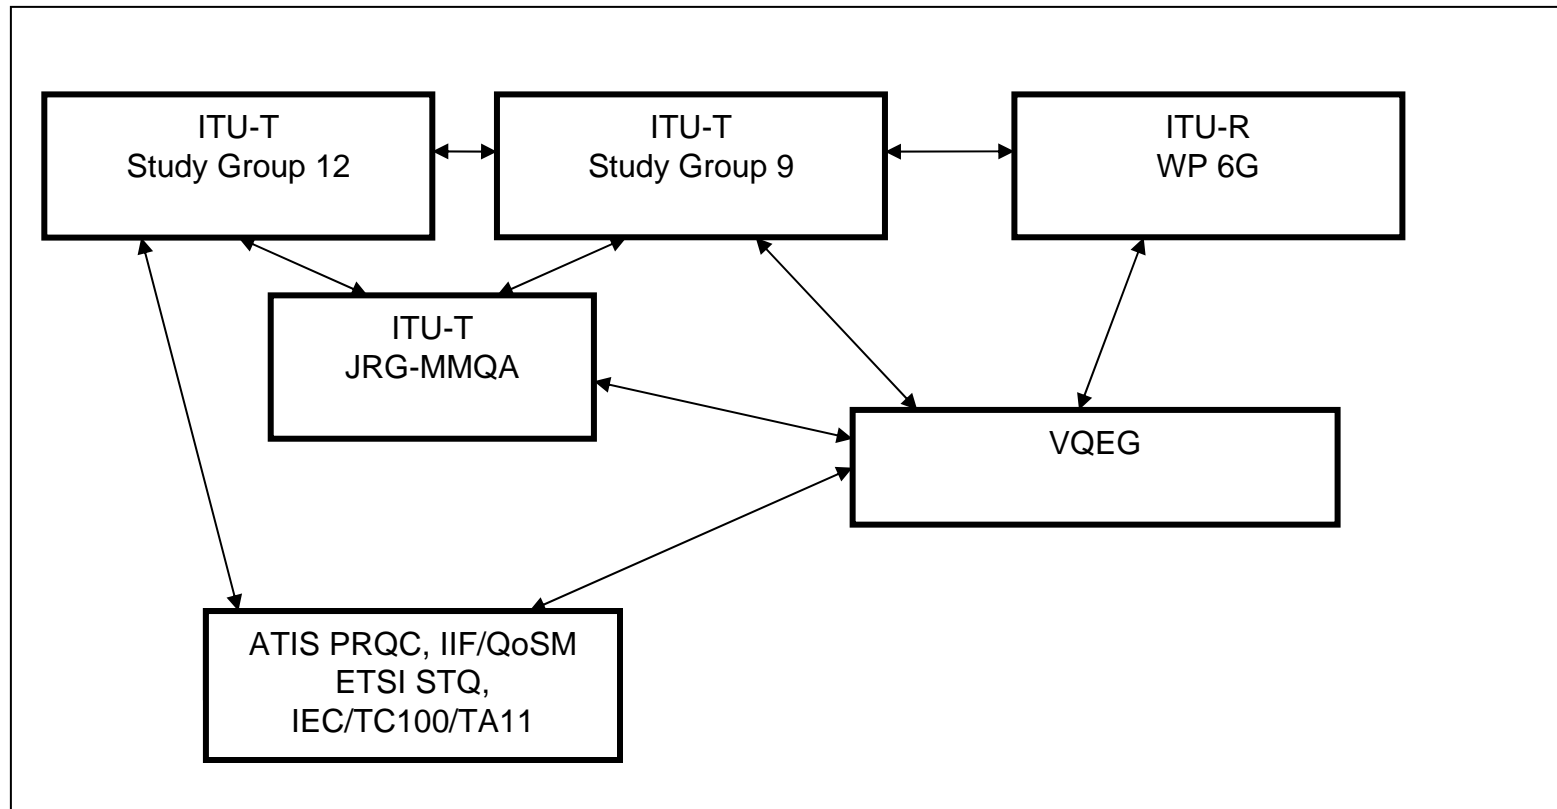 ITU-T
Study Group 12
ITU-T
Study Group 9
ITU-R
WP 6G
ITU-T
JRG-MMQA
VQEG
ATIS PRQC, IIF/QoSM
ETSI STQ,
IEC/TC100/TA11